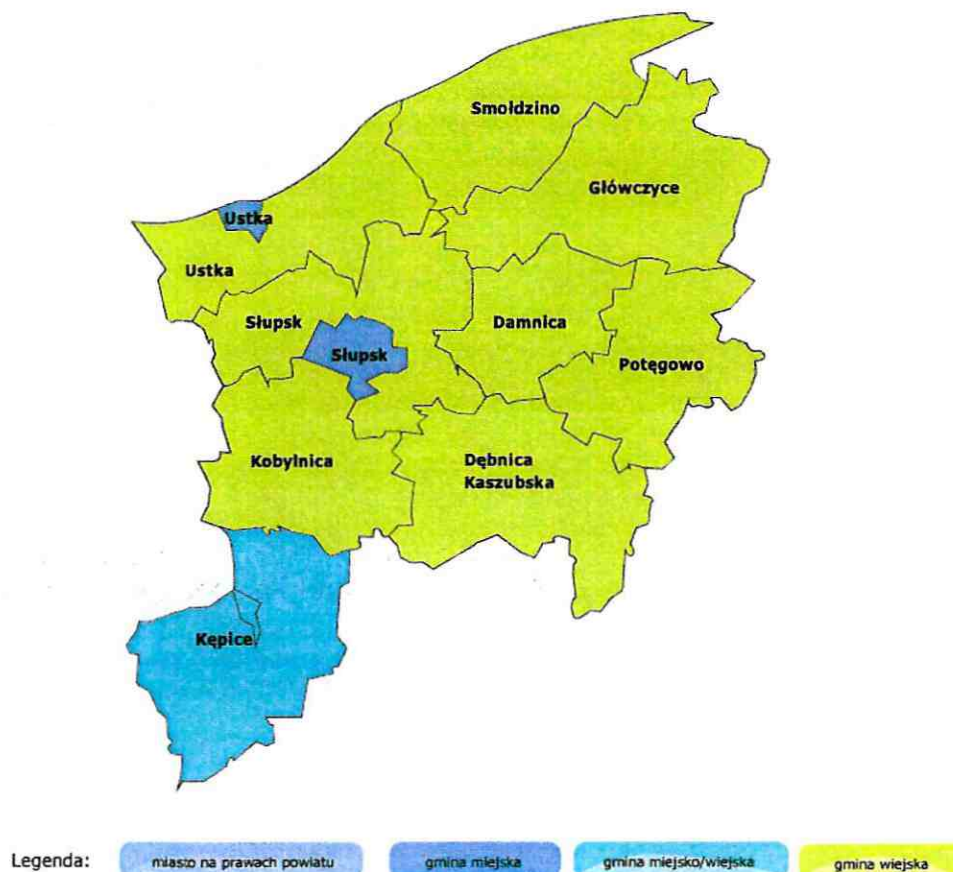 Smołdzino
Główczyce
Ustka
Ustka
Słupsk
Damnica
Słupsk
Potęgowo
Kobylnica
Dębnica
Kaszubska
Kępice
Legenda:
miasto na prawach powiatu
gmina miejska
gmina miejsko/wiejska
gmina wiejska